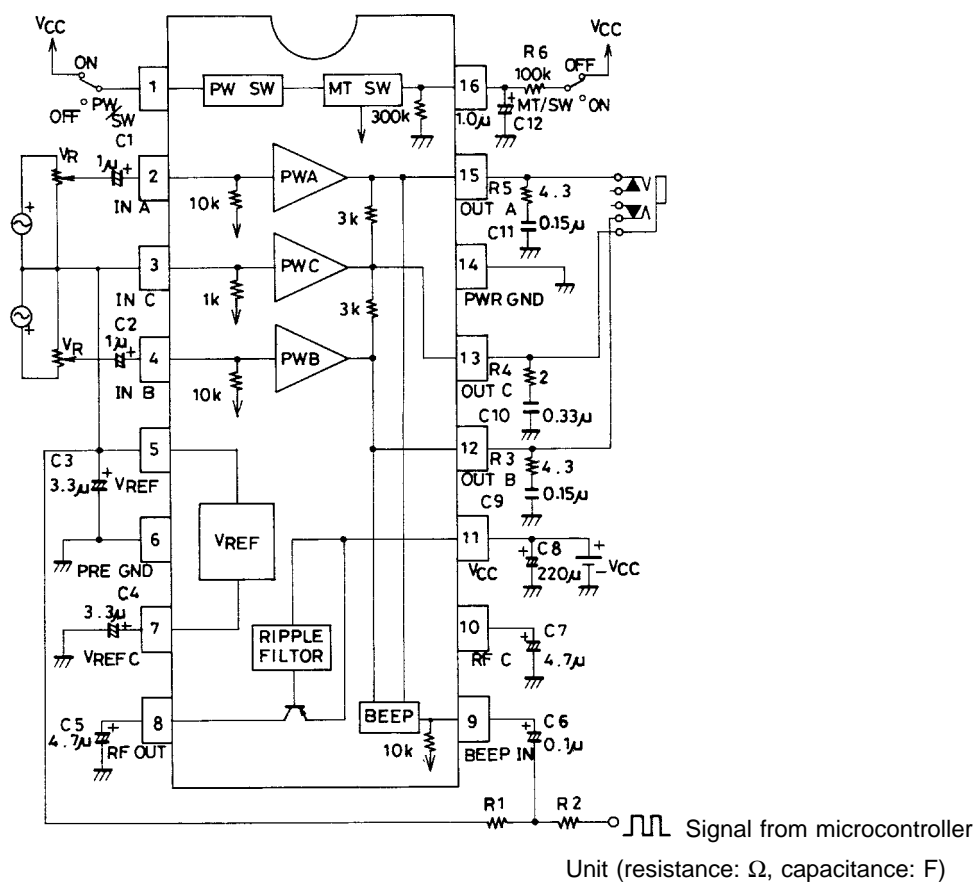 VCC
ON
OFF
PW/SW
1
PW SW
MT SW
300k
16
R6
100k
OFF
VCC
MT/SW
ON
1.0µ
C12
C1
1µ
VR
2
IN A
10k
PWA
3k
15
OUT A
R5
4.3
C11
0.15µ
3
IN C
1k
PWC
3k
14
PWR GND
C2
1µ
VR
4
IN B
10k
PWB
13
OUT C
R4
2
C10
0.33µ
C3
3.3µ
5
VREF
12
OUT B
R3
4.3
C9
0.15µ
6
PRE GND
VREF
11
VCC
C8
220µ
VCC
C4
3.3µ
7
VREFC
RIPPLE
FILTOR
10
RF C
C7
4.7µ
C5
4.7µ
8
RF OUT
BEEP
10k
9
BEEP IN
C6
0.1µ
R1
R2
Signal from microcontroller
Unit (resistance: Ω, capacitance: F)